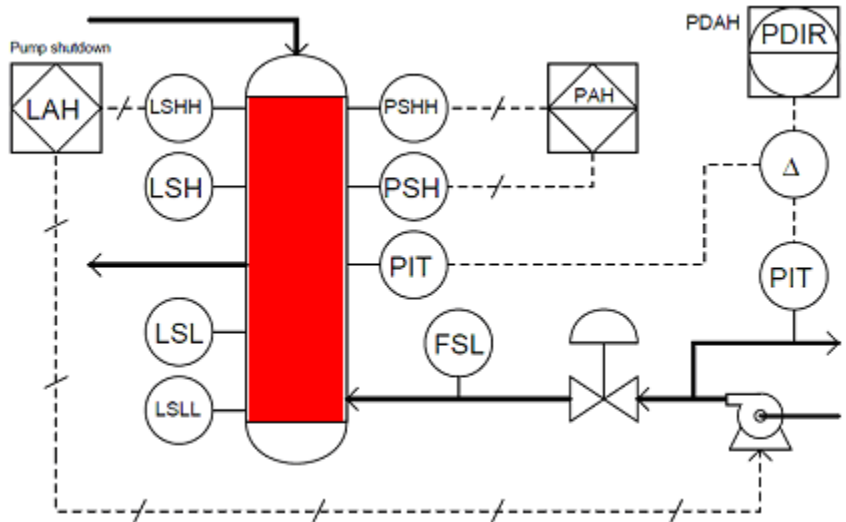 PDAH
PDIR
Pump shutdown
LAH
LSHH
PSHH
PAH
LSH
PSH
Δ
PIT
PIT
LSL
FSL
LSLL